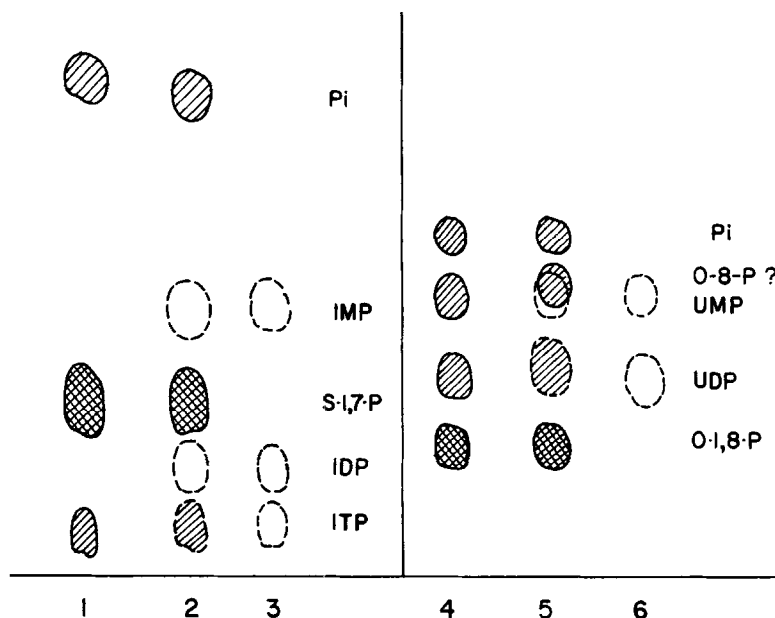 Pi
IMP
S·1,7·P
IDP
ITP
Pi
O-8-P ?
UMP
UDP
O·1,8·P
1 2 3 4 5 6